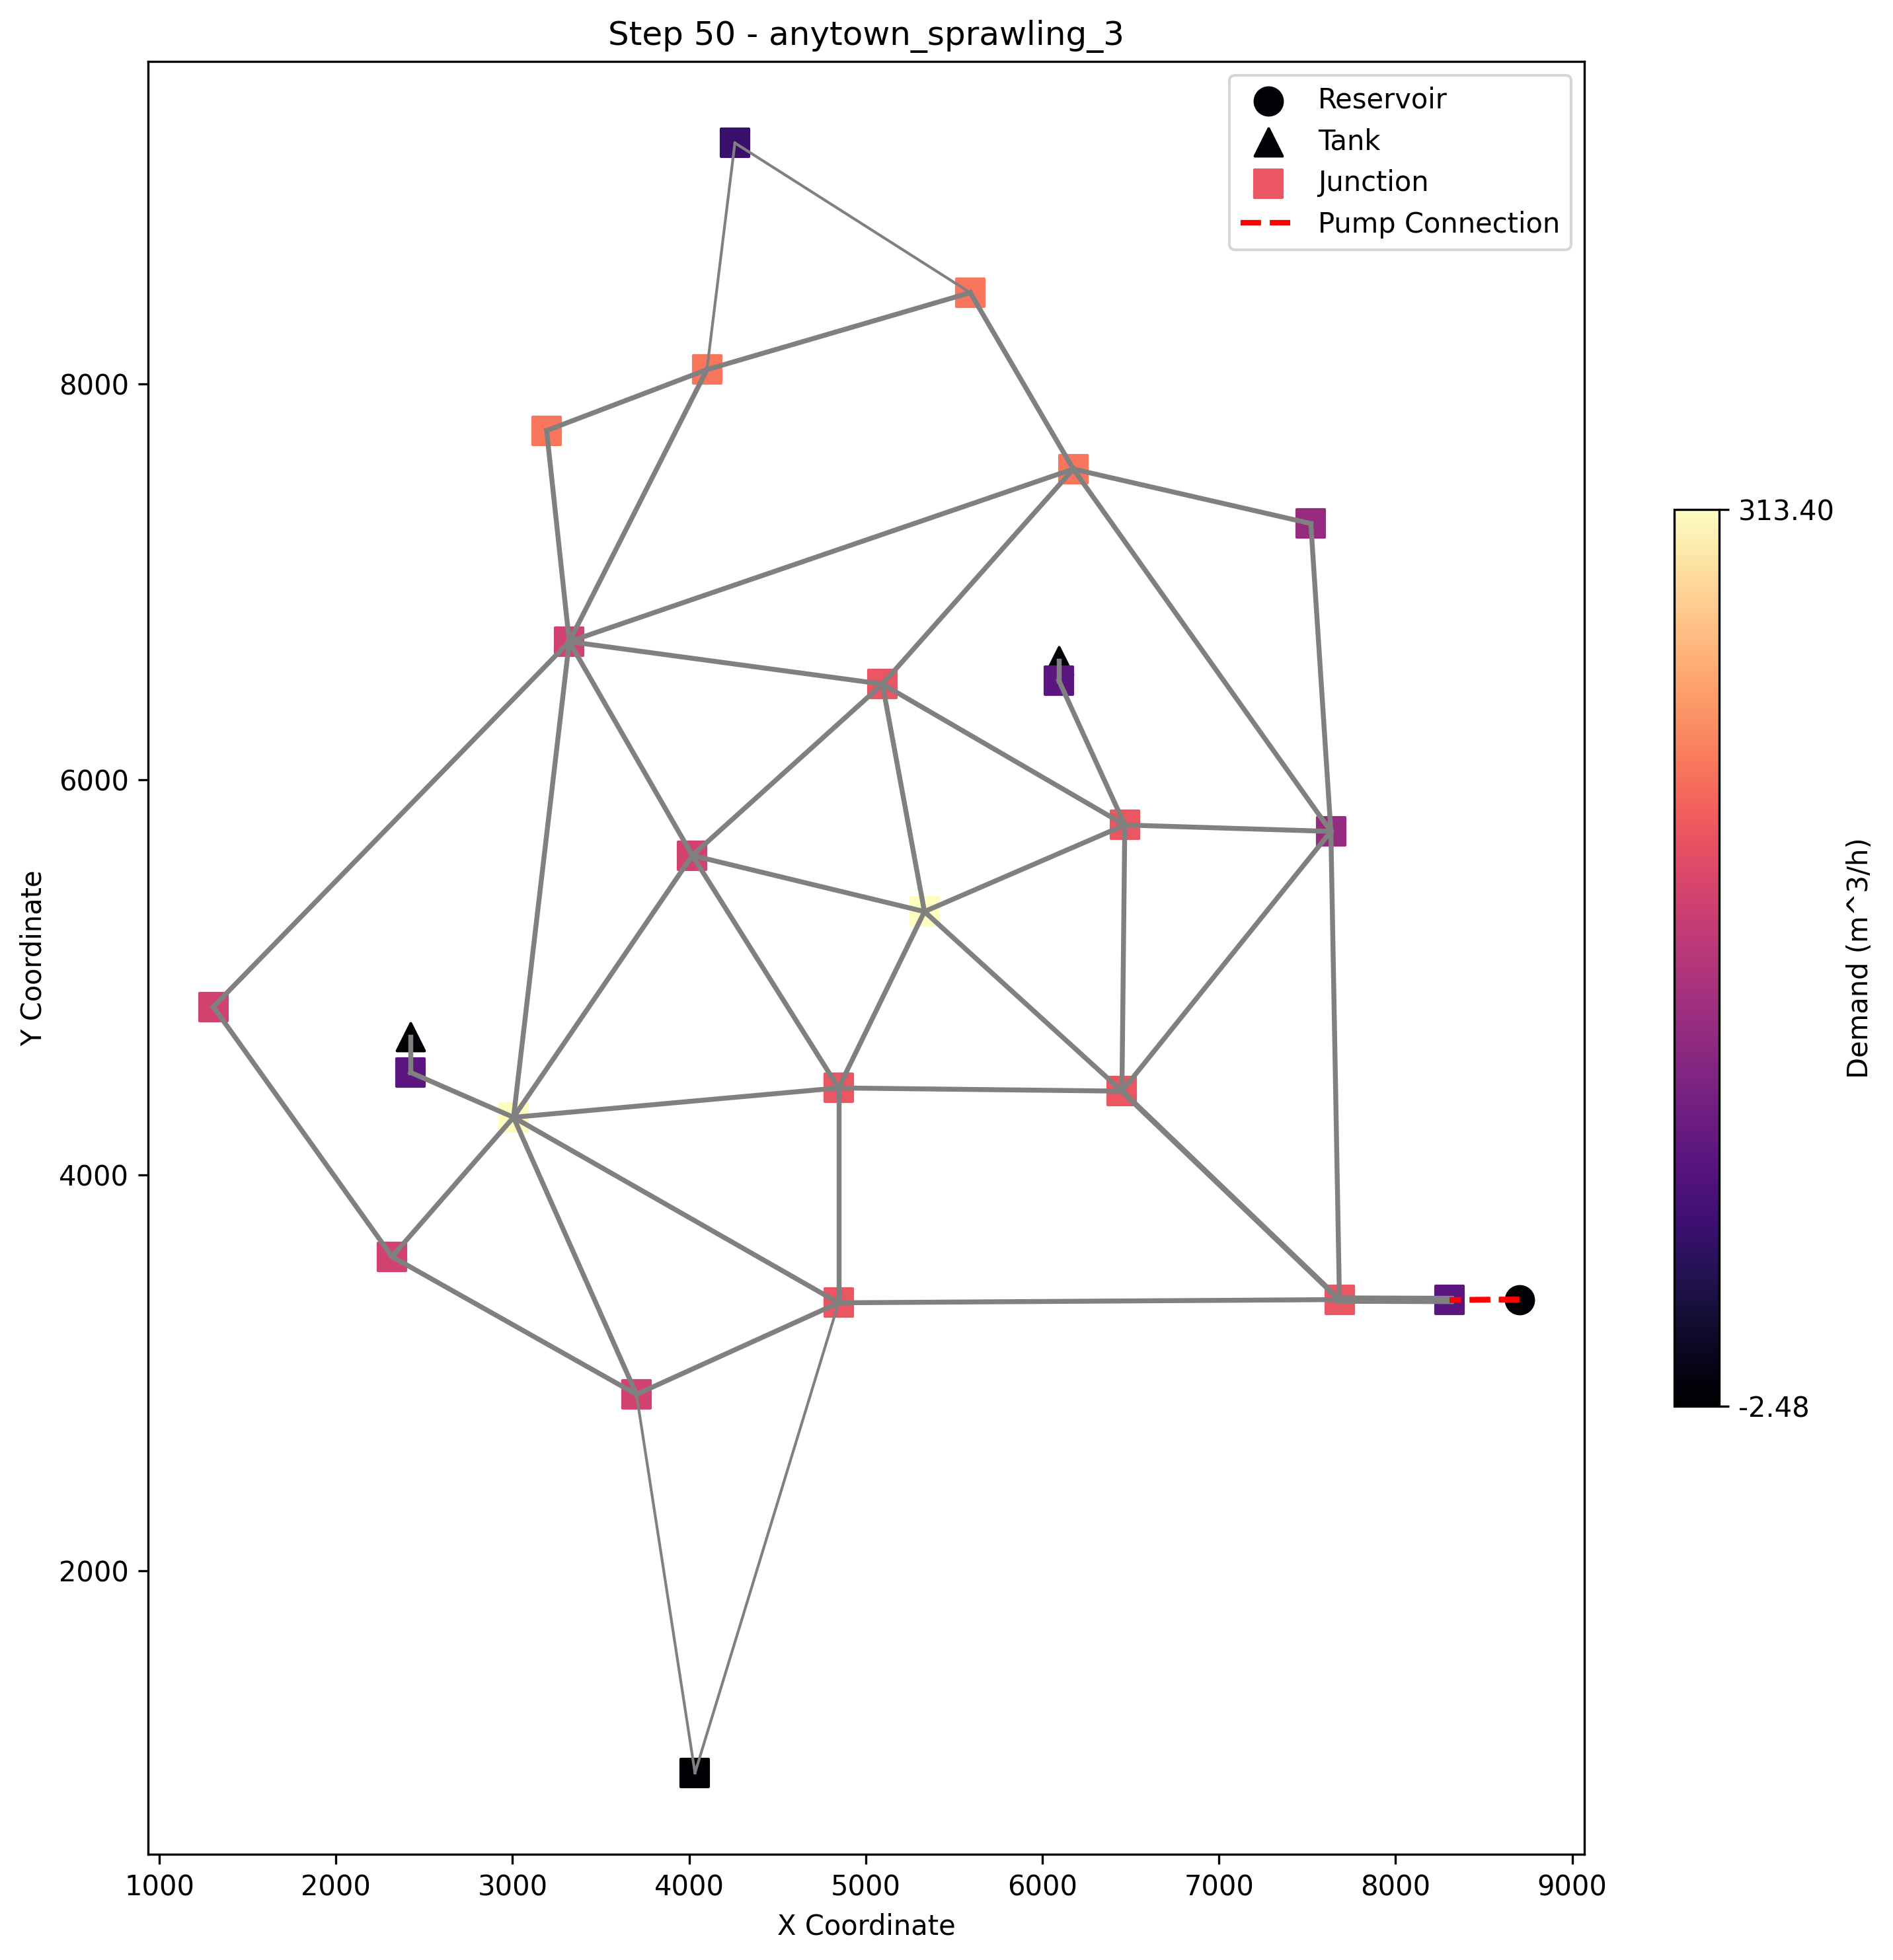 Step 50 - anytown_sprawling_3
Reservoir
Tank
Junction
Pump Connection
8000
6000
4000
2000
Y Coordinate
1000
2000
3000
4000
5000
6000
7000
8000
9000
X Coordinate
313.40
-2.48
Demand (m^3/h)